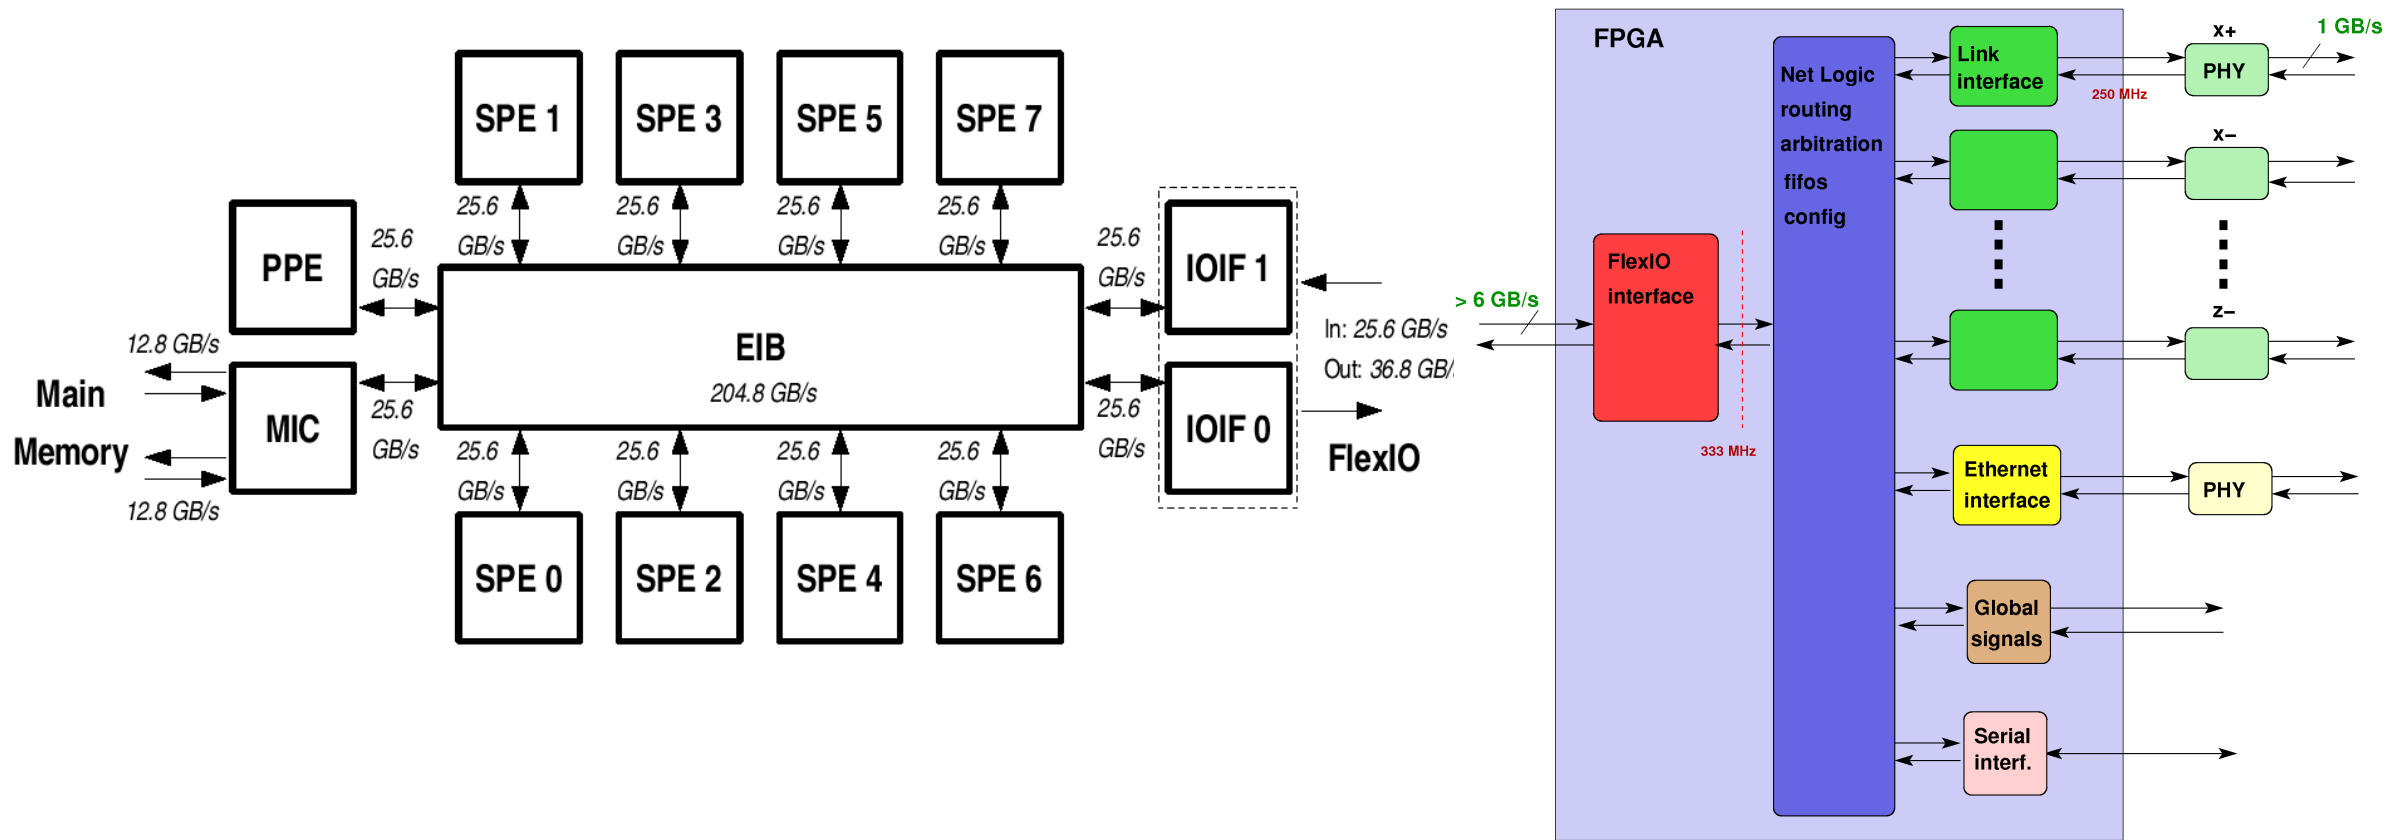 SPE 1
SPE 3
SPE 5
SPE 7
25.6
GB/s
25.6
GB/s
25.6
GB/s
25.6
GB/s
PPE
25.6
GB/s
25.6
GB/s
IOIF 1
12.8 GB/s
Main
Memory
MIC
12.8 GB/s
25.6
GB/s
EIB
204.8 GB/s
25.6
GB/s
IOIF 0
In: 25.6 GB/s
Out: 36.8 GB/
FlexIO
25.6
GB/s
25.6
GB/s
25.6
GB/s
25.6
GB/s
SPE 0
SPE 2
SPE 4
SPE 6
FPGA
> 6 GB/s
FlexIO
interface
333 MHz
Net Logic
routing
arbitration
fifos
config
Link
interface
250 MHz
x+
PHY
1 GB/s
x−
z−
Ethernet
interface
PHY
Global
signals
Serial
interf.